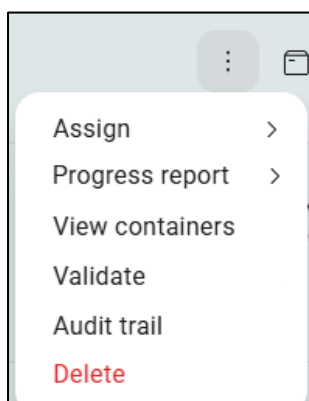 Assign
Progress report
View containers
Validate
Audit trail
Delete